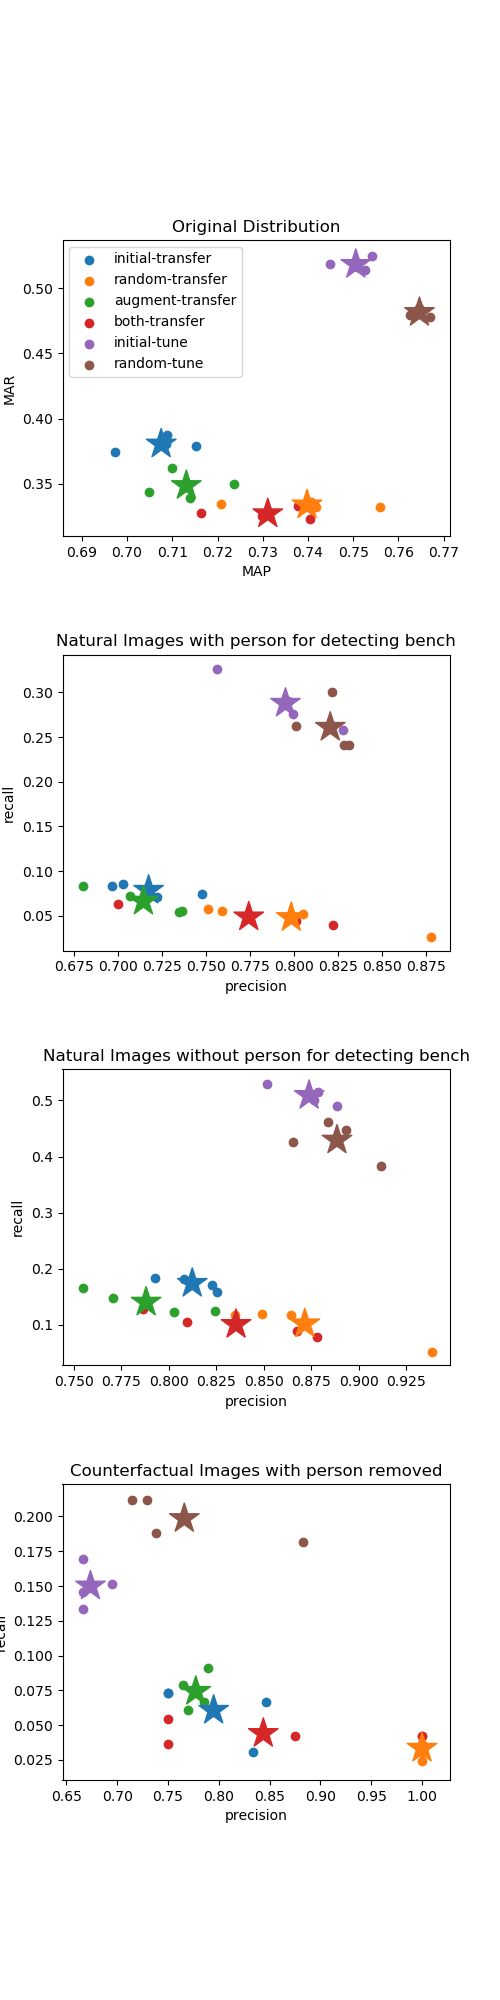 Original Distribution
initial-transfer
random-transfer
augment-transfer
both-transfer
initial-tune
random-tune
0.50
0.45
0.40
0.35
MAR
0.69 0.70 0.71 0.72 0.73 0.74 0.75 0.76 0.77
MAP
Natural Images with person for detecting bench
0.30
0.25
0.20
0.15
0.10
0.05
recall
0.675 0.700 0.725 0.750 0.775 0.800 0.825 0.850 0.875
precision
Natural Images without person for detecting bench
0.5
0.4
0.3
0.2
0.1
recall
0.750 0.775 0.800 0.825 0.850 0.875 0.900 0.925
precision
Counterfactual Images with person removed
0.200
0.175
0.150
0.125
0.100
0.075
0.050
0.025
recall
0.65 0.70 0.75 0.80 0.85 0.90 0.95 1.00
precision